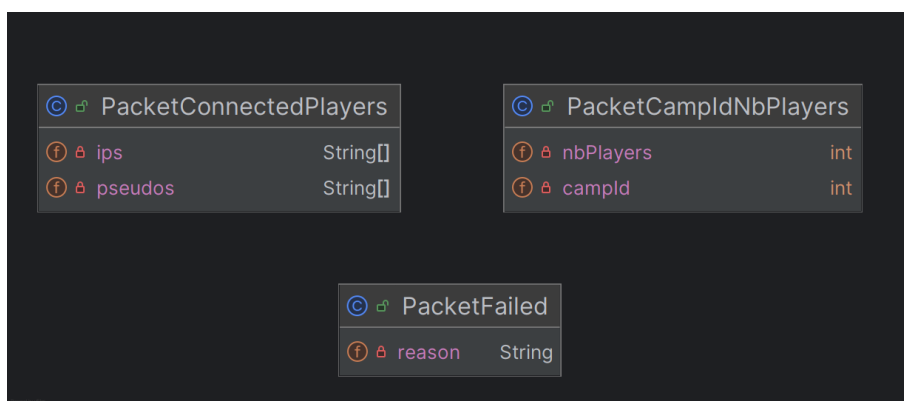 PacketConnectedPlayers
ips String[]
pseudos String[]
PacketCampIdNbPlayers
nbPlayers int
campId int
PacketFailed
reason String